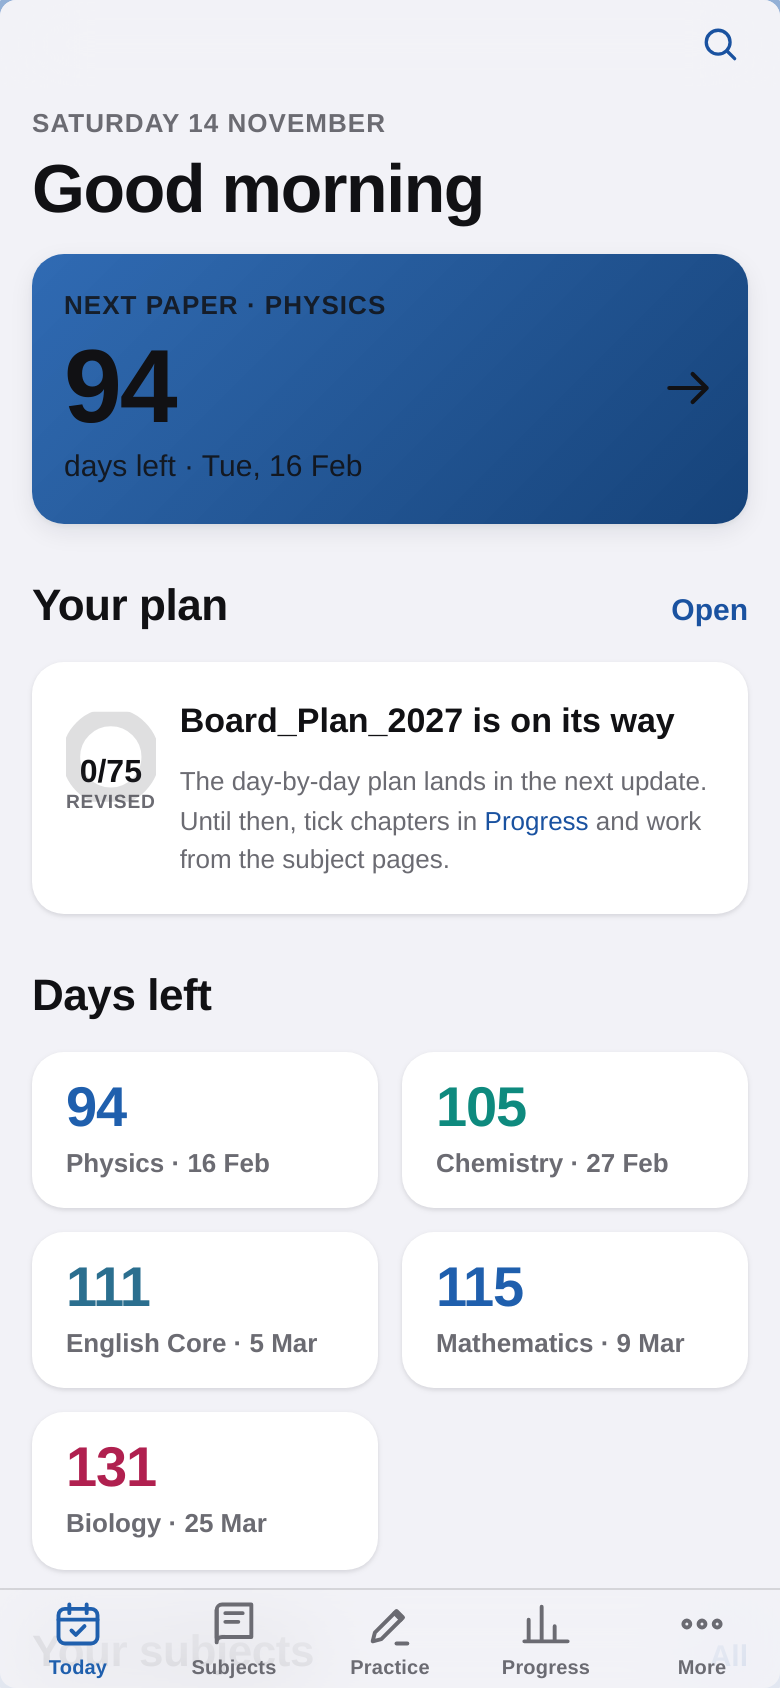 SATURDAY 14 NOVEMBER
Good morning
NEXT PAPER · PHYSICS
94
days left · Tue, 16 Feb
Your plan
Open
0/75
REVISED
Board_Plan_2027 is on its way
The day-by-day plan lands in the next update.
Until then, tick chapters in Progress and work
from the subject pages.
Days left
94
Physics · 16 Feb
105
Chemistry · 27 Feb
111
English Core · 5 Mar
115
Mathematics · 9 Mar
131
Biology · 25 Mar
Your subjects
All
Today
Subjects
Practice
Progress
More